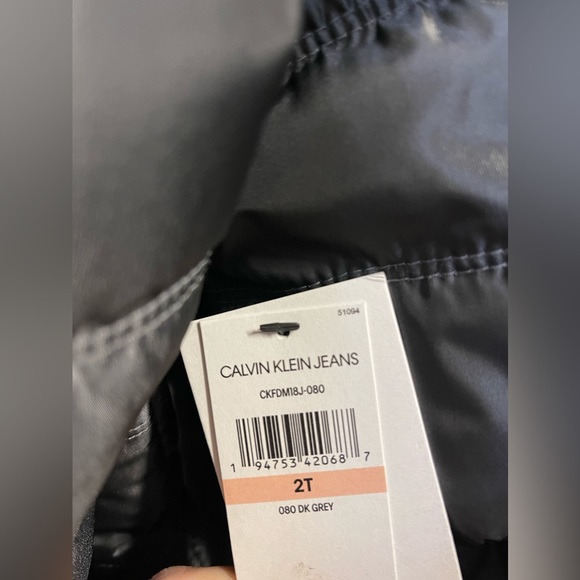 51094
CALVIN KLEIN JEANS
CKFDM18J-080
1 94753 42068 7
2T
080 DK GREY